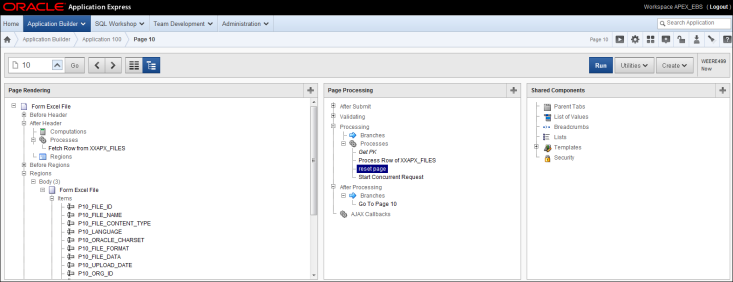 ORACLE Application Express
Workspace APEX_EBS ( Logout )
Home Application Builder SQL Workshop Team Development Administration Search Application
Application Builder Application 100 Page 10 Page 10
10 Go Run Utilities Create WEERE499
New
Page Rendering
Form Excel File
Before Header
After Header
Computations
Processes
Fetch Row from XXAPX_FILES
Regions
Before Regions
Regions
Body (3)
Form Excel File
Items
P10_FILE_ID
P10_FILE_NAME
P10_FILE_CONTENT_TYPE
P10_LANGUAGE
P10_ORACLE_CHARSET
P10_FILE_FORMAT
P10_FILE_DATA
P10_UPLOAD_DATE
P10_ORG_ID
Page Processing
After Submit
Validating
Processing
Branches
Processes
Get PK
Process Row of XXAPX_FILES
reset page
Start Concurrent Request
After Processing
Branches
Go To Page 10
AJAX Callbacks
Shared Components
Parent Tabs
List of Values
Breadcrumbs
Lists
Templates
Security